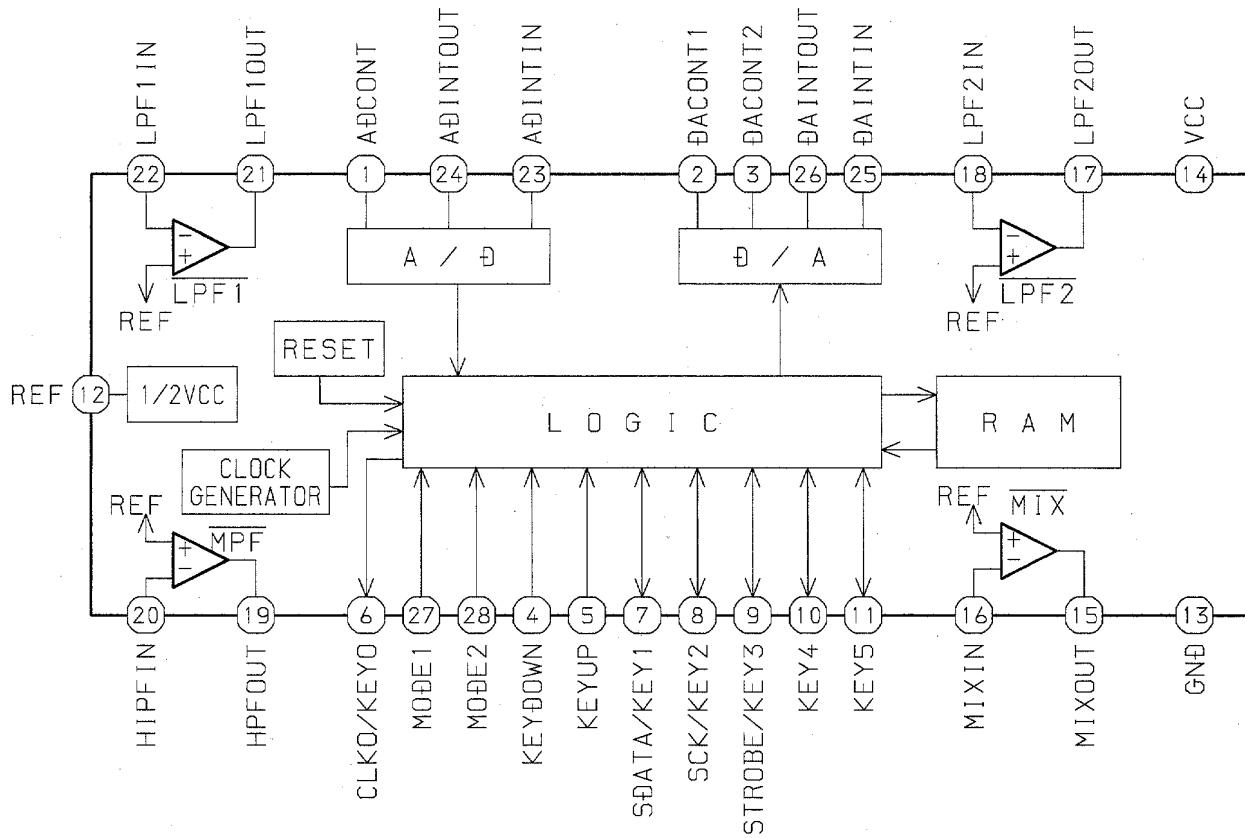 LPF1IN
LPF1OUT
ADCONT
ADINTOUT
ADINTIN
DACONT1
DACONT2
DAINTOUT
DAINTIN
LPF2IN
LPF2OUT
VCC
22
21
1
24
23
2
3
26
25
18
17
14
−
+
A / D
D / A
−
+
LPF1
LPF2
REF
REF
RESET
REF
12
1/2VCC
L O G I C
R A M
CLOCK
GENERATOR
REF
MPF
+
−
REF
MIX
+
−
20
19
6
27
28
4
5
7
8
9
10
11
16
15
13
HIPFIN
HPFOUT
CLKO/KEY0
MODE1
MODE2
KEYDOWN
KEYUP
SDATA/KEY1
SCK/KEY2
STROBE/KEY3
KEY4
KEY5
MIXIN
MIXOUT
GND